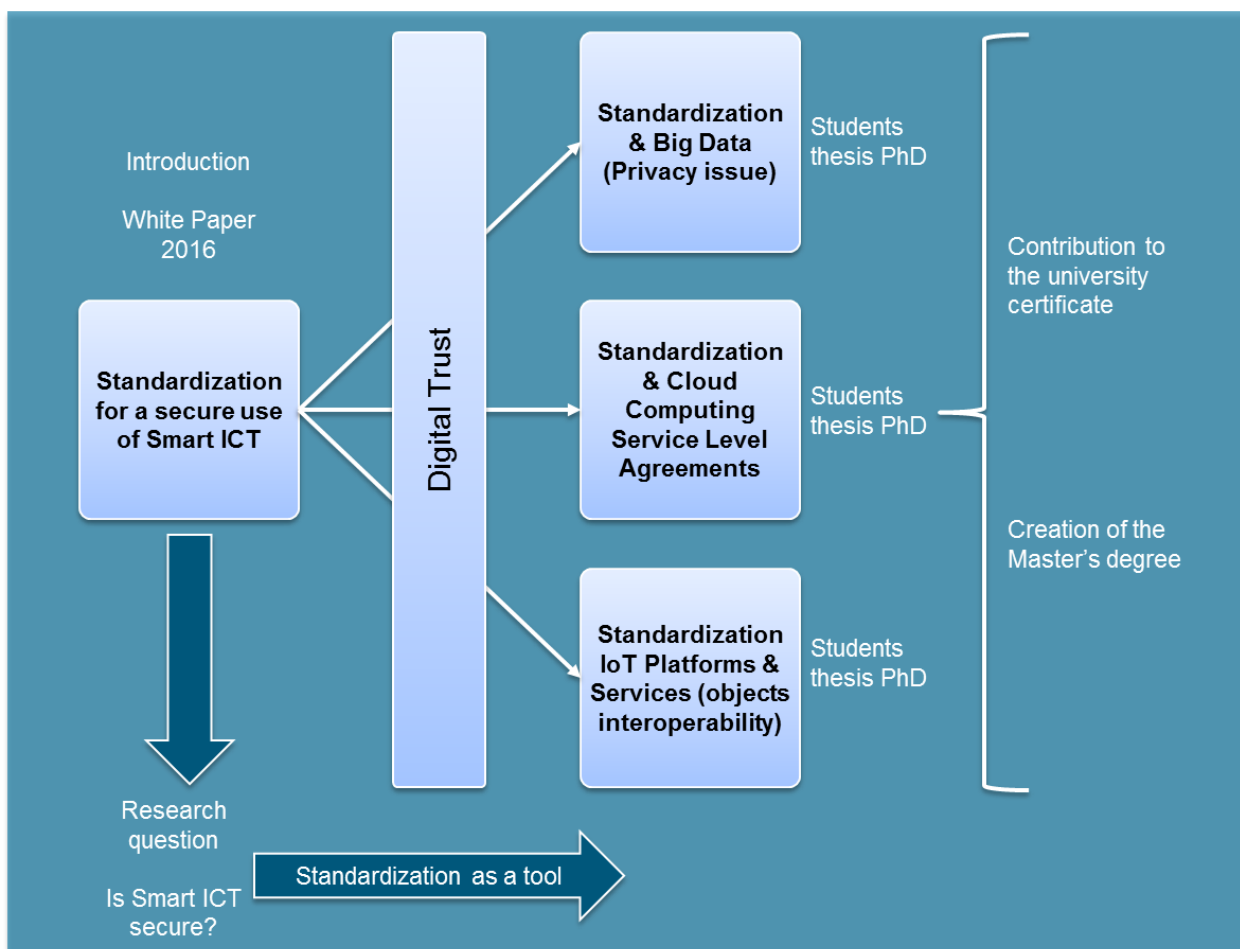 Introduction
White Paper
2016
Standardization
for a secure use
of Smart ICT
Research
question
Is Smart ICT
secure?
Standardization as a tool
Digital Trust
Standardization
& Big Data
(Privacy issue)
Students
thesis PhD
Standardization
& Cloud
Computing
Service Level
Agreements
Students
thesis PhD
Standardization
IoT Platforms &
Services (objects
interoperability)
Students
thesis PhD
Contribution to
the university
certificate
Creation of the
Master’s degree